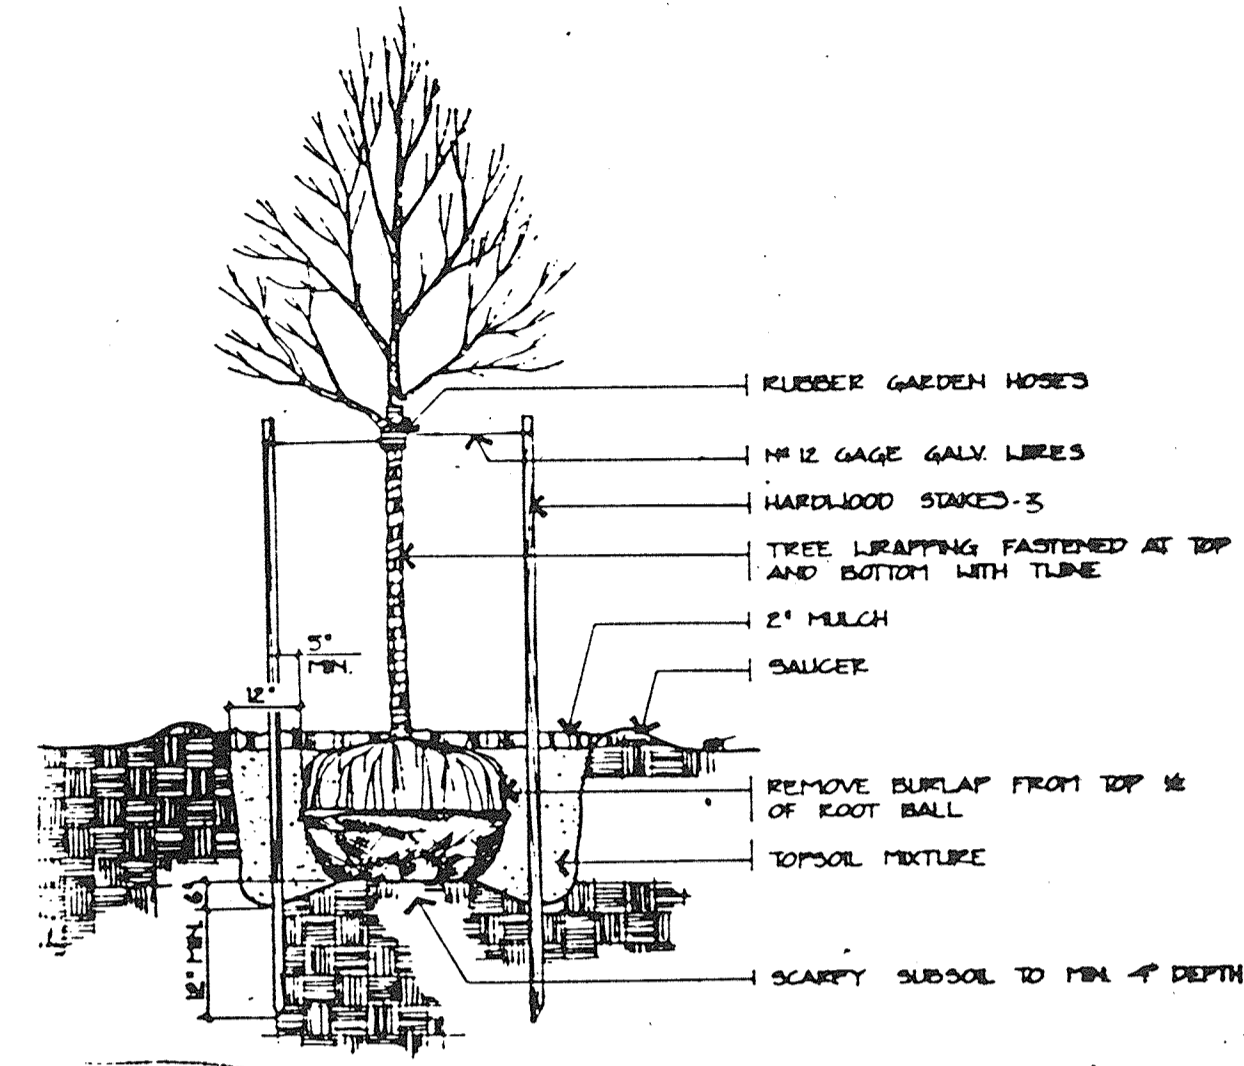 RUBBER GARDEN HOSES
Nº 12 GAGE GALV. WIRES
HARDWOOD STAKES-3
TREE WRAPPING FASTENED AT TOP
AND BOTTOM WITH TWINE
2" MULCH
5"
MIN.
SAUCER
12"
REMOVE BURLAP FROM TOP ½
OF ROOT BALL
TOPSOIL MIXTURE
6"
12" MIN.
SCARFY SUBSOIL TO MIN. 4" DEPTH